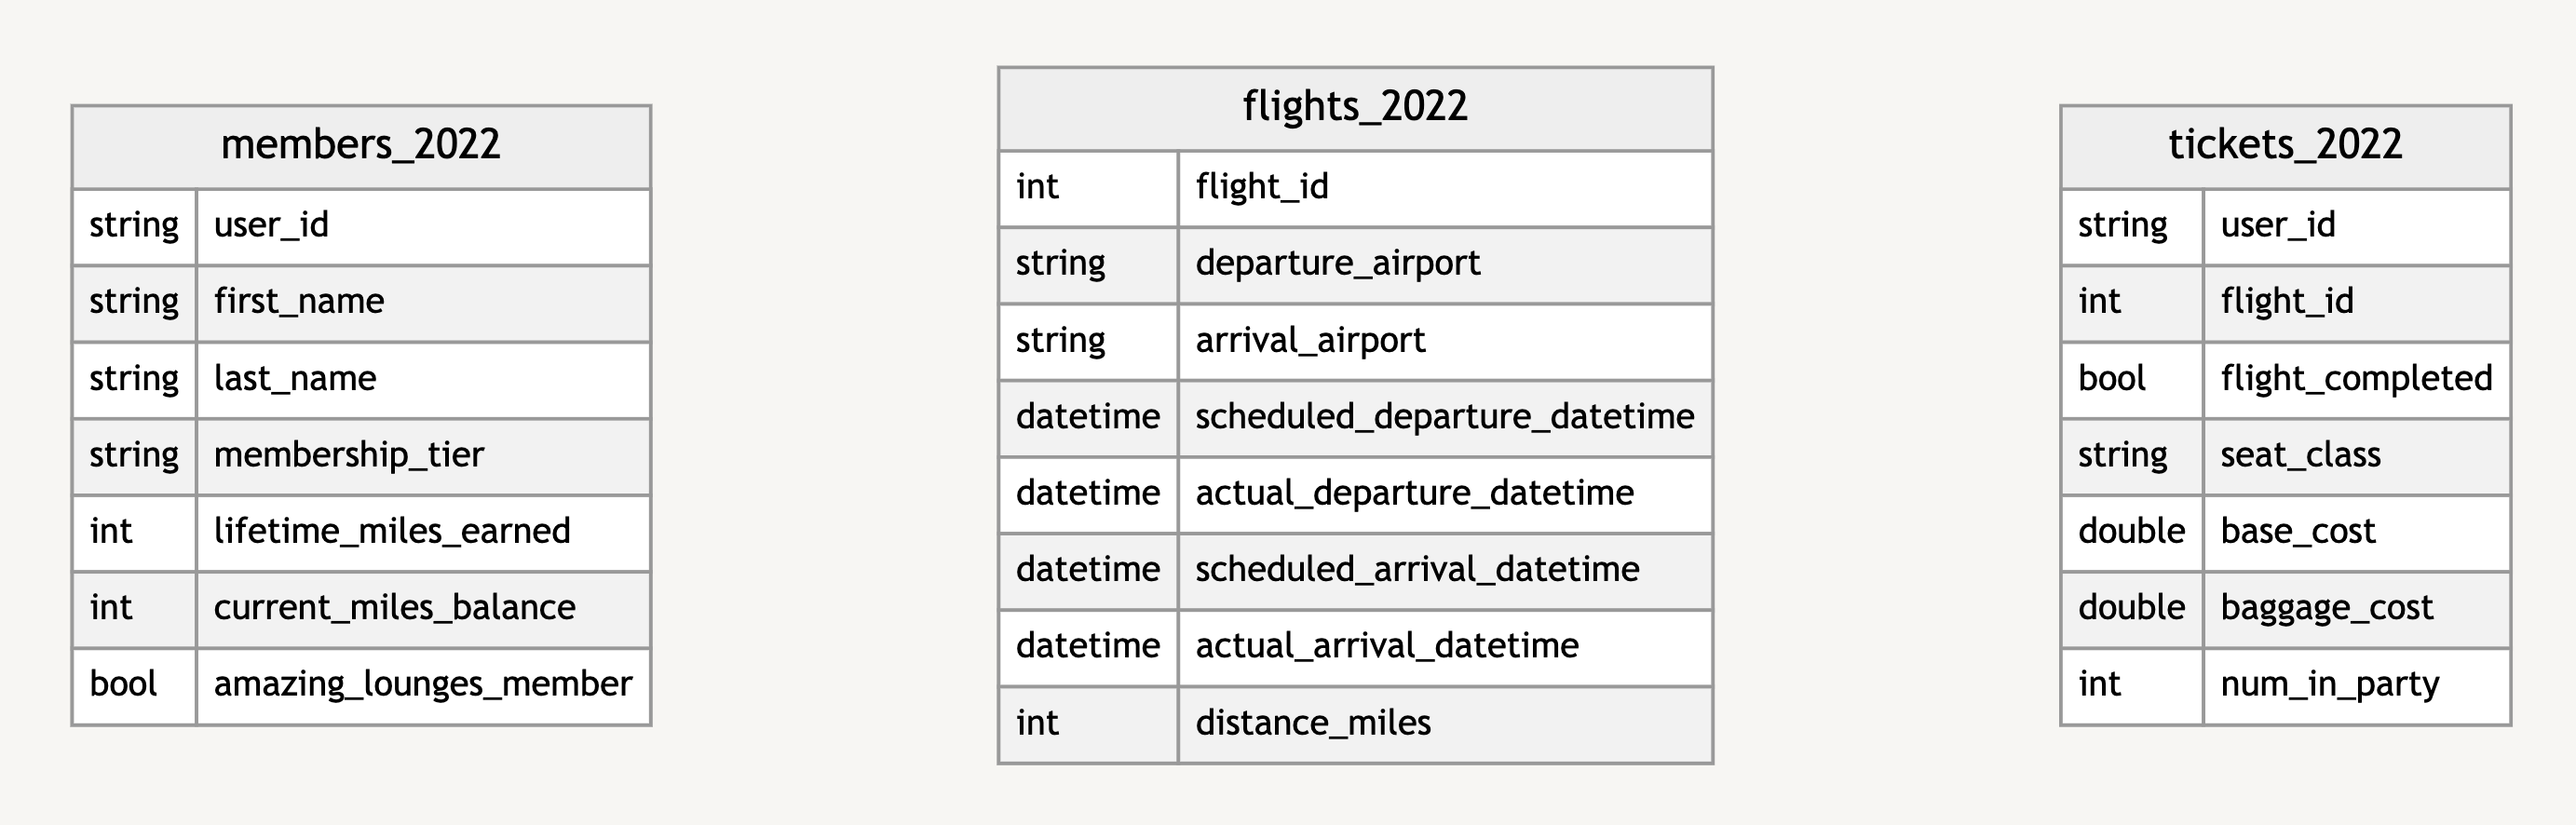 members_2022
string user_id
string first_name
string last_name
string membership_tier
int lifetime_miles_earned
int current_miles_balance
bool amazing_lounges_member
flights_2022
int flight_id
string departure_airport
string arrival_airport
datetime scheduled_departure_datetime
datetime actual_departure_datetime
datetime scheduled_arrival_datetime
datetime actual_arrival_datetime
int distance_miles
tickets_2022
string user_id
int flight_id
bool flight_completed
string seat_class
double base_cost
double baggage_cost
int num_in_party